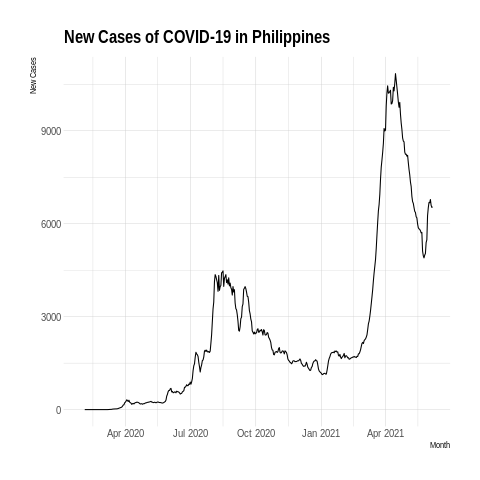 New Cases of COVID-19 in Philippines
New Cases
9000
6000
3000
0
Apr 2020 Jul 2020 Oct 2020 Jan 2021 Apr 2021
Month